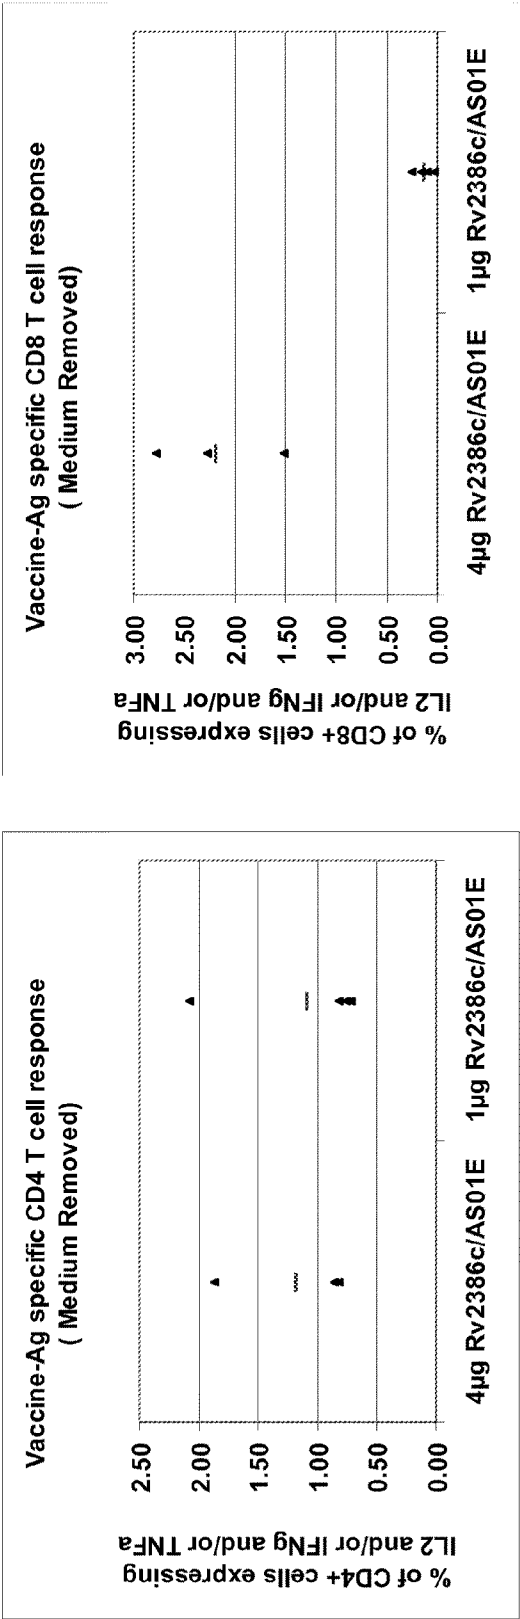 Vaccine-Ag specific CD4 T cell response
( Medium Removed)
% of CD4+ cells expressing
IL2 and/or IFNg and/or TNFa
2.50
2.00
1.50
1.00
0.50
0.00
4µg Rv2386c/AS01E
1µg Rv2386c/AS01E
Vaccine-Ag specific CD8 T cell response
( Medium Removed)
% of CD8+ cells expressing
IL2 and/or IFNg and/or TNFa
3.00
2.50
2.00
1.50
1.00
0.50
0.00
4µg Rv2386c/AS01E
1µg Rv2386c/AS01E